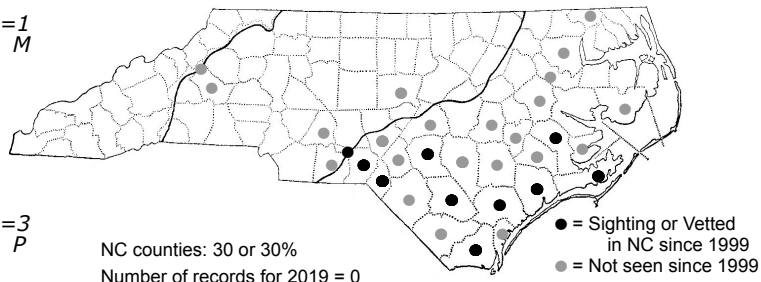 =1
M
=3
P
NC counties: 30 or 30%
Number of records for 2019 = 0
= Sighting or Vetted
in NC since 1999
= Not seen since 1999